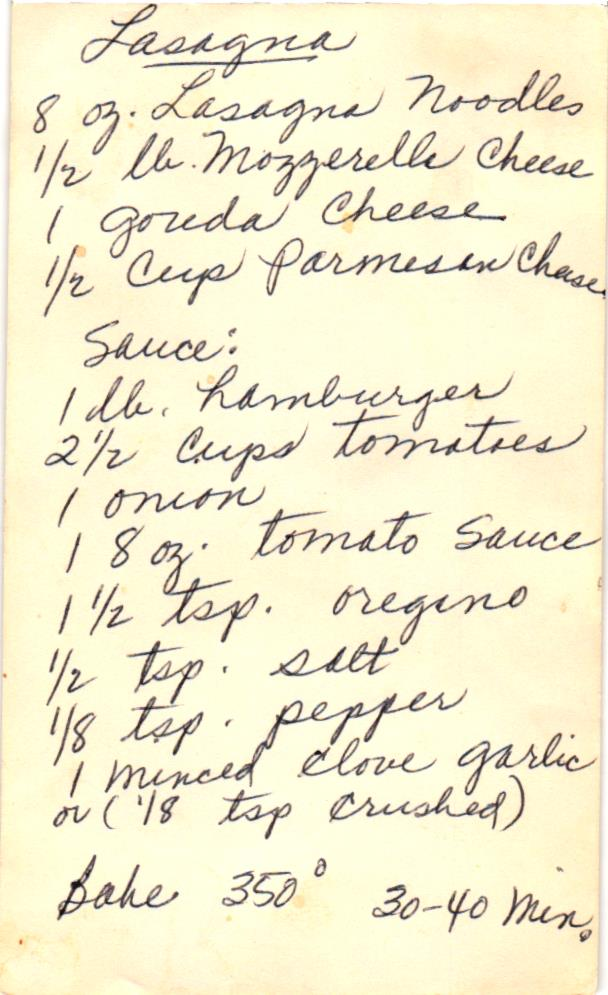 Lasagna
8 oz. Lasagna Noodles
1/2 lb. Mozzerella Cheese
1 gouda Cheese
1/2 Cup Parmesan Cheese
Sauce:
1 lb. hamburger
2 1/2 Cups tomatoes
1 onion
1 8 oz. tomato Sauce
1 1/2 tsp. oregino
1/2 tsp. salt
1/8 tsp. pepper
1 minced clove garlic
or (1/8 tsp crushed)
Bake 350° 30-40 Min.